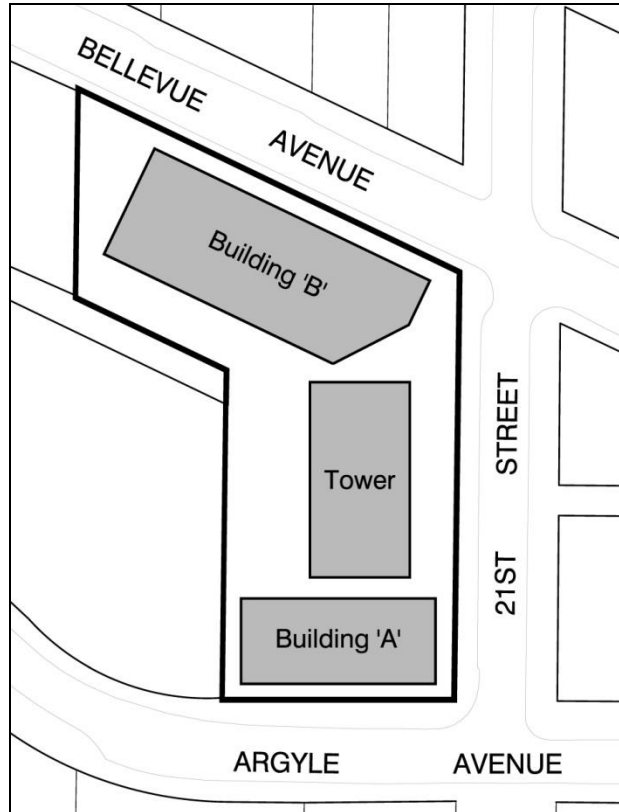 BELLEVUE AVENUE
Building 'B'
Tower
21ST STREET
Building 'A'
ARGYLE AVENUE